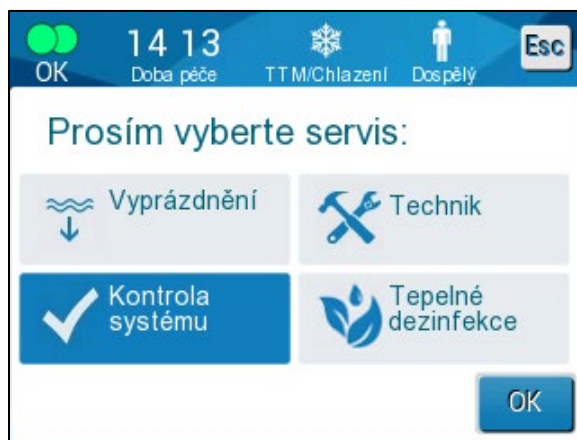 14 13 Esc
OK Doba péče TTM/Chlazení Dospělý
Prosím vyberte servis:
Vyprázdnění Technik
Kontrola Tepelné
systému dezinfekce
OK